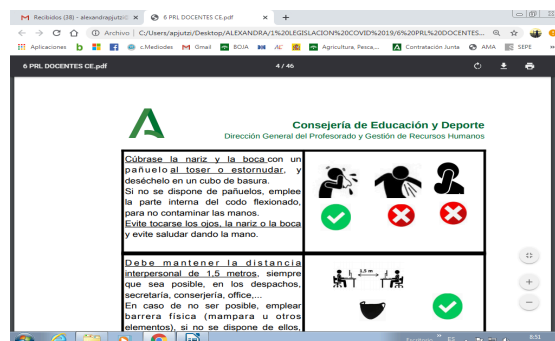 Recibidos (38) - alexandrapjutzi
6 PRL DOCENTES CE.pdf
Archivo | C:/Users/apjutzi/Desktop/ALEXANDRA/1%20LEGISLACION%20COVID%2019/6%20PRL%20DOCENTES...
Aplicaciones
c.Mediodes
Gmail
BOJA
AC
Agricultura, Pesca,...
Contratación Junta
AMA
SEPE
6 PRL DOCENTES CE.pdf
4 / 46
Consejería de Educación y Deporte
Dirección General del Profesorado y Gestión de Recursos Humanos
Cúbrase la nariz y la boca con un
pañuelo al toser o estornudar, y
deséchelo en un cubo de basura.
Si no se dispone de pañuelos, emplee
la parte interna del codo flexionado,
para no contaminar las manos.
Evite tocarse los ojos, la nariz o la boca
y evite saludar dando la mano.
Debe mantener la distancia
interpersonal de 1,5 metros, siempre
que sea posible, en los despachos,
secretaría, conserjería, office,...
En caso de no ser posible, emplear
barrera física (mampara u otros
elementos), si no se dispone de ellos,
1,5 m
Escritorio
8:51